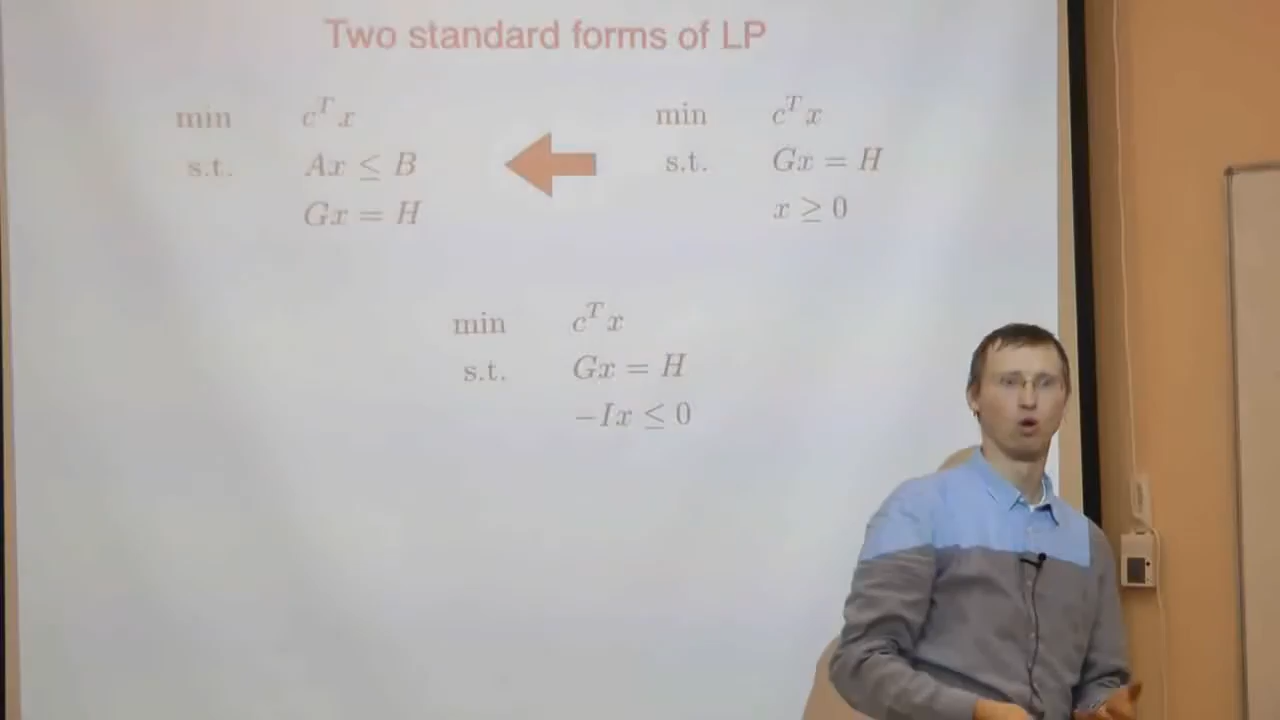 Two standard forms of LP
min c^T x
s.t. Ax ≤ B
Gx = H
min c^T x
s.t. Gx = H
x ≥ 0
min c^T x
s.t. Gx = H
−Ix ≤ 0